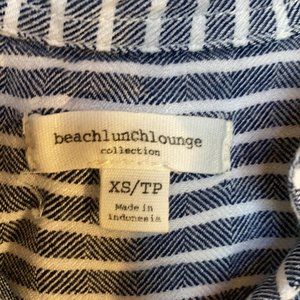 beachlunchlounge
collection
XS/TP
Made in
Indonesia